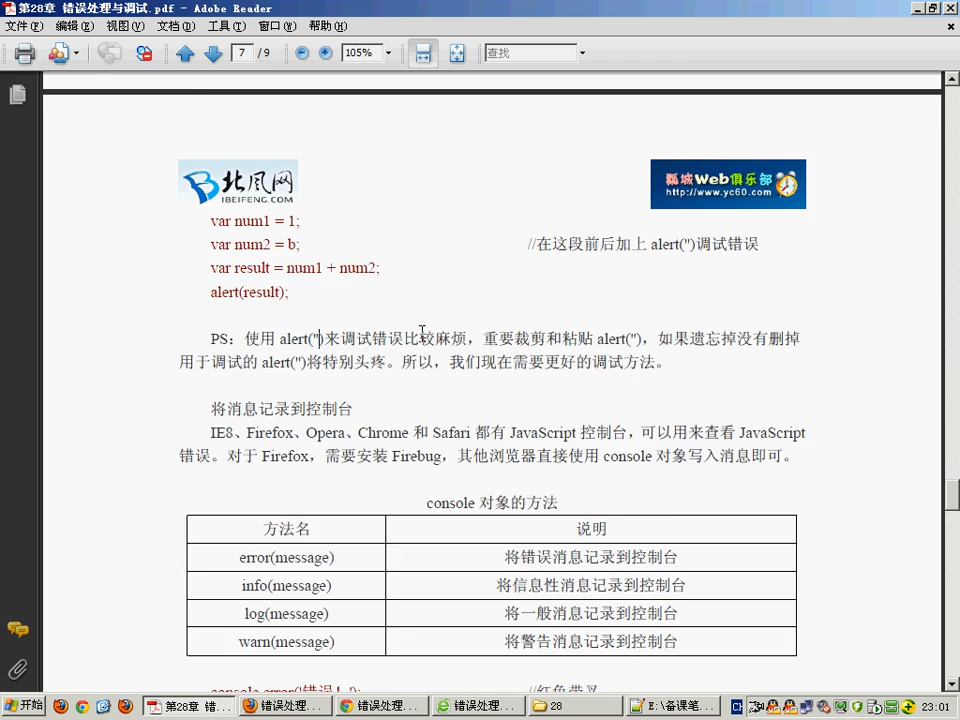 第28章 错误处理与调试.pdf - Adobe Reader
文件(F) 编辑(E) 视图(V) 文档(D) 工具(T) 窗口(W) 帮助(H)
7 / 9 105% 查找
北风网 IBEIFENG.COM
瓢城Web俱乐部
http://www.yc60.com
var num1 = 1;
var num2 = b; //在这段前后加上 alert('')调试错误
var result = num1 + num2;
alert(result);
PS：使用 alert('')来调试错误比较麻烦，重要裁剪和粘贴 alert('')，如果遗忘掉没有删掉
用于调试的 alert('')将特别头疼。所以，我们现在需要更好的调试方法。
将消息记录到控制台
IE8、Firefox、Opera、Chrome 和 Safari 都有 JavaScript 控制台，可以用来查看 JavaScript
错误。对于 Firefox，需要安装 Firebug，其他浏览器直接使用 console 对象写入消息即可。
console 对象的方法
方法名 说明
error(message) 将错误消息记录到控制台
info(message) 将信息性消息记录到控制台
log(message) 将一般消息记录到控制台
warn(message) 将警告消息记录到控制台
console.error('错误！'); //红色带叉
开始 第28章 错... 错误处理... 错误处理... 错误处理... 28 E:\备课笔... 23:01